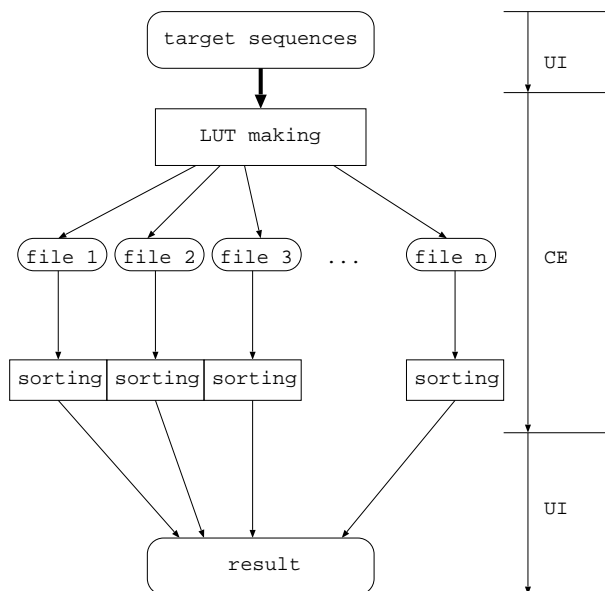 target sequences
UI
LUT making
file 1 file 2 file 3 ... file n
CE
sorting sorting sorting sorting
UI
result